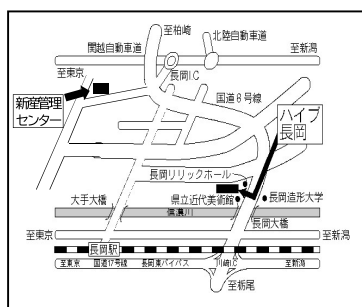 至柏崎
北陸自動車道
関越自動車道
至新潟
至東京
長岡I.C
新産管理
センター
国道8号線
ハイブ
長岡
長岡リリックホール
大手大橋
県立近代美術館
長岡造形大学
信濃川
長岡大橋
至東京
至新潟
長岡駅
至東京
国道17号線
長岡東バイパス
川崎I.C
至新潟
至栃尾